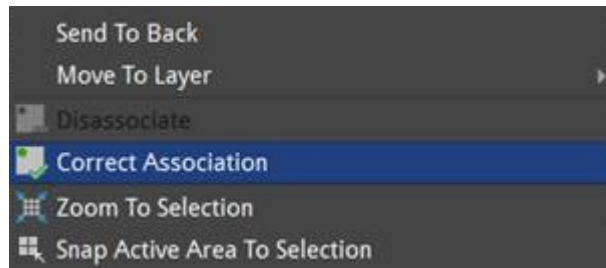 Send To Back
Move To Layer
Disassociate
Correct Association
Zoom To Selection
Snap Active Area To Selection